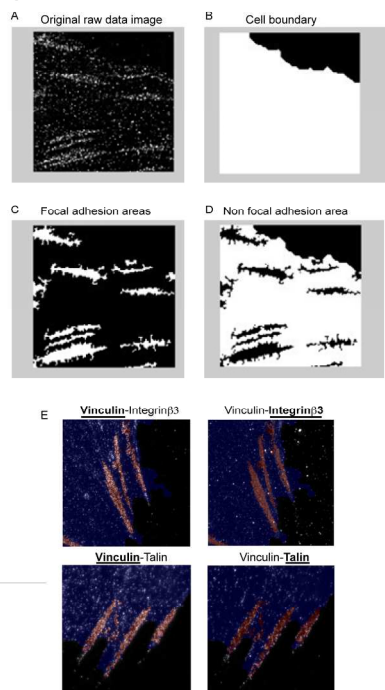 A Original raw data image
B Cell boundary
C Focal adhesion areas
D Non focal adhesion area
E
Vinculin-Integrinβ3
Vinculin-Integrinβ3
Vinculin-Talin
Vinculin-Talin